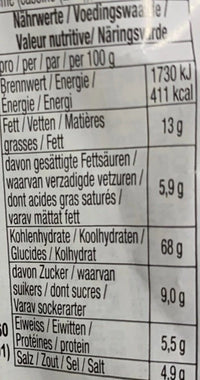 Nährwerte / Voedingswaarde /
Valeur nutritive/ Näringsvärde
pro / per / par / per 100 g
Brennwert / Energie /
Énergie / Energi
1730 kJ
411 kcal
Fett / Vetten / Matières
grasses / Fett
13 g
davon gesättigte Fettsäuren /
waarvan verzadigde vetzuren /
dont acides gras saturés /
varav mättat fett
5,9 g
Kohlenhydrate / Koolhydraten /
Glucides / Kolhydrat
68 g
davon Zucker / waarvan
suikers / dont sucres /
Varav sockerarter
9,0 g
Eiweiss / Eiwitten /
Protéines / protein
5,5 g
Salz / Zout / Sel / Salt
4,9 g